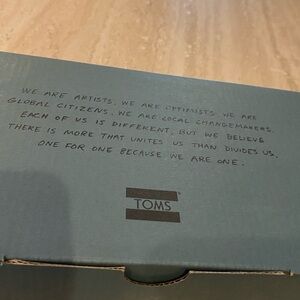 WE ARE ARTISTS. WE ARE OPTIMISTS. WE ARE
GLOBAL CITIZENS. WE ARE LOCAL CHANGEMAKERS.
EACH OF US IS DIFFERENT, BUT WE BELIEVE
THERE IS MORE THAT UNITES US THAN DIVIDES US.
ONE FOR ONE BECAUSE WE ARE ONE.
TOMS